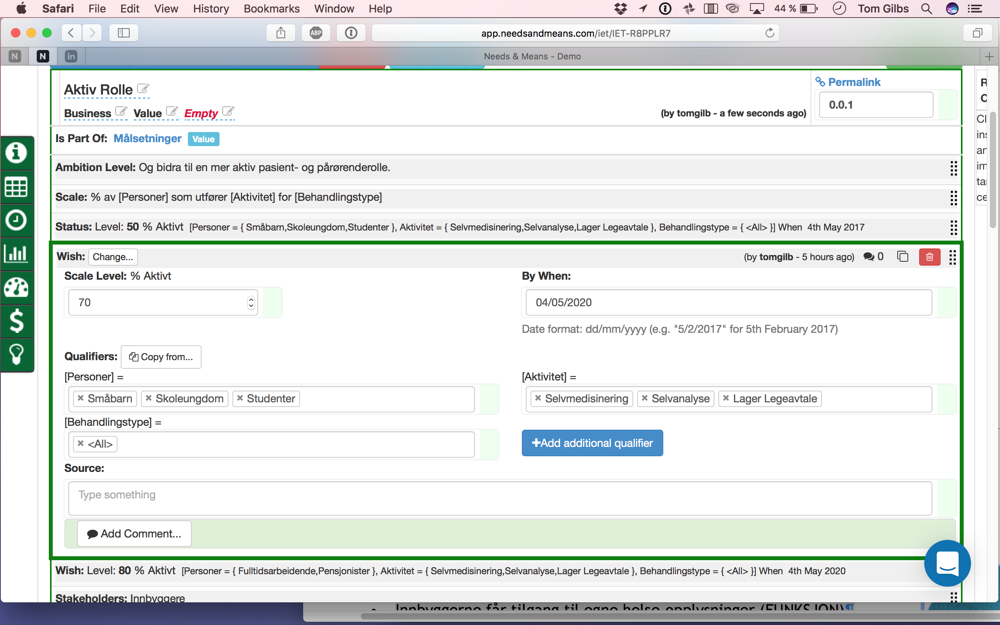 Safari File Edit View History Bookmarks Window Help 44 % Tom Gilbs
ABP app.needsandmeans.com/iet/IET-R8PPLR7
N N in Needs & Means - Demo
Aktiv Rolle
Permalink
Business Value Empty
(by tomgilb - a few seconds ago)
0.0.1
Is Part Of: Målsetninger Value
Ambition Level: Og bidra til en mer aktiv pasient- og pårørenderolle.
Scale: % av [Personer] som utfører [Aktivitet] for [Behandlingstype]
Status: Level: 50 % Aktivt [Personer = { Småbarn,Skoleungdom,Studenter }, Aktivitet = { Selvmedisinering,Selvanalyse,Lager Legeavtale }, Behandlingstype = { <All> }] When 4th May 2017
Wish: Change... (by tomgilb - 5 hours ago) 0
Scale Level: % Aktivt By When:
70 04/05/2020
Date format: dd/mm/yyyy (e.g. "5/2/2017" for 5th February 2017)
Qualifiers: Copy from...
[Personer] = [Aktivitet] =
× Småbarn × Skoleungdom × Studenter × Selvmedisinering × Selvanalyse × Lager Legeavtale
[Behandlingstype] =
× <All> +Add additional qualifier
Source:
Type something
Add Comment...
Wish: Level: 80 % Aktivt [Personer = { Fulltidsarbeidende,Pensjonister }, Aktivitet = { Selvmedisinering,Selvanalyse,Lager Legeavtale }, Behandlingstype = { <All> }] When 4th May 2020
Stakeholders: Innbyggere
Innbyggerne får tilgang til egne helse opplysninger (FUNKSJON)¶